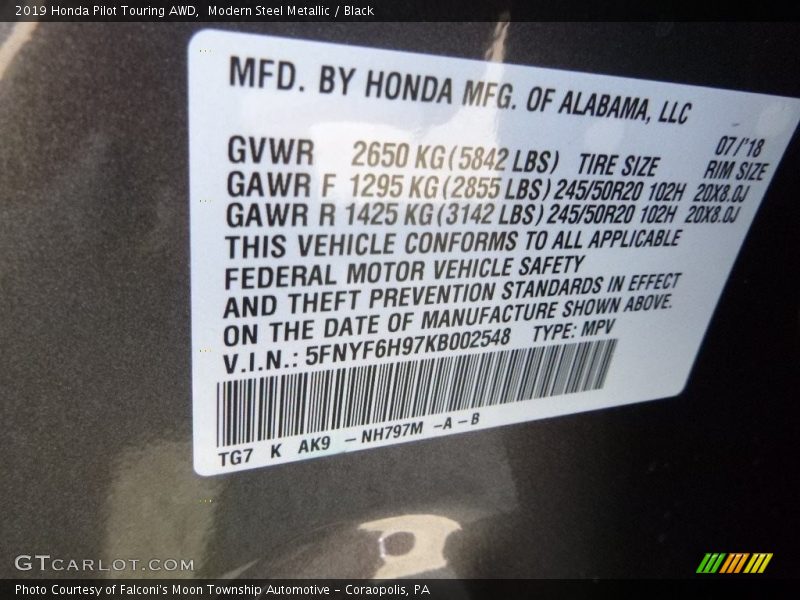 2019 Honda Pilot Touring AWD,  Modern Steel Metallic / Black
MFD. BY HONDA MFG. OF ALABAMA, LLC
07/'18
GVWR 2650 KG (5842 LBS) TIRE SIZE RIM SIZE
GAWR F 1295 KG (2855 LBS) 245/50R20 102H 20X8.0J
GAWR R 1425 KG (3142 LBS) 245/50R20 102H 20X8.0J
THIS VEHICLE CONFORMS TO ALL APPLICABLE
FEDERAL MOTOR VEHICLE SAFETY
AND THEFT PREVENTION STANDARDS IN EFFECT
ON THE DATE OF MANUFACTURE SHOWN ABOVE.
V.I.N.: 5FNYF6H97KB002548 TYPE: MPV
TG7 K AK9 -NH797M -A-B
GTCARLOT.COM
Photo Courtesy of Falconi's Moon Township Automotive - Coraopolis, PA